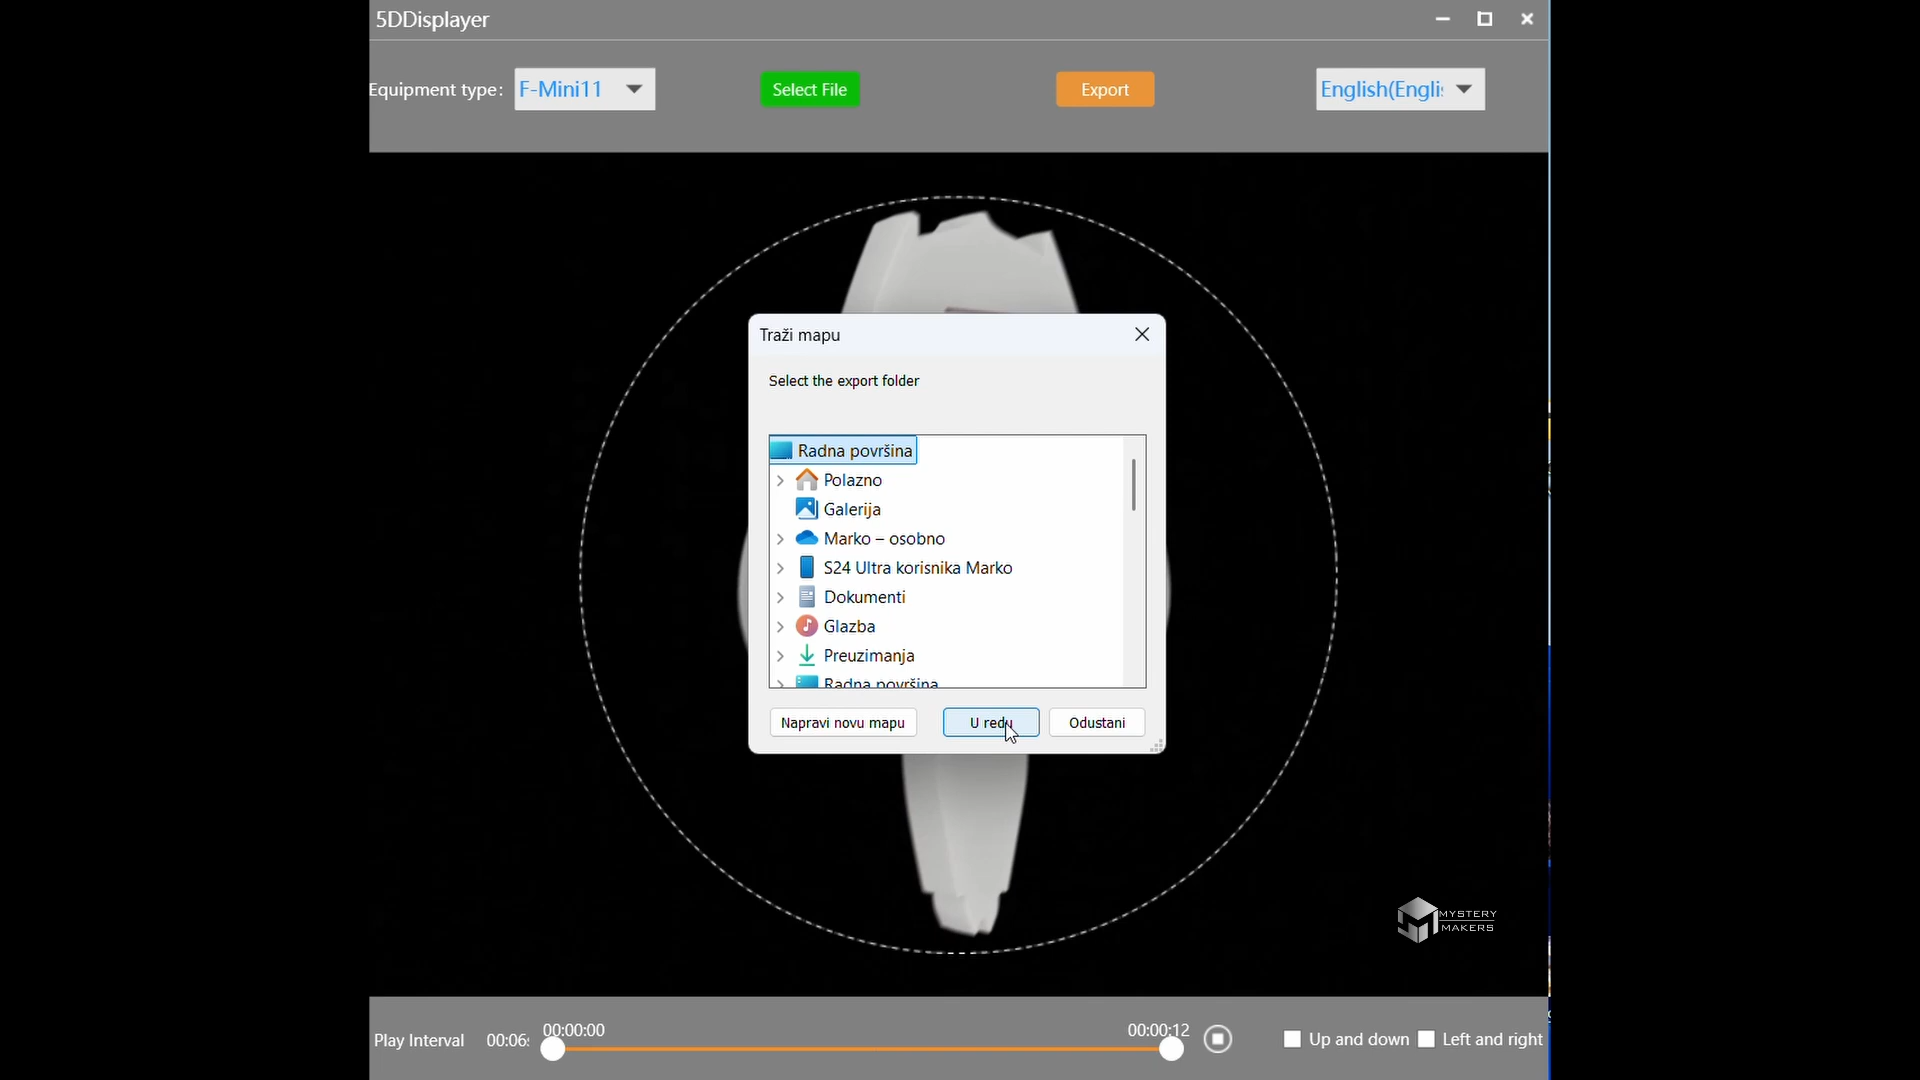 5DDisplayer
Equipment type:
F-Mini11
Select File
Export
Traži mapu
Select the export folder
Radna površina
Polazno
Galerija
Marko – osobno
S24 Ultra korisnika Marko
Dokumenti
Glazba
Preuzimanja
Radna površina
Napravi novu mapu
U redu
Odustani
MYSTERY
MAKERS
00:00:00
00:00:12
Play Interval
00:06
Up and down
Left and right